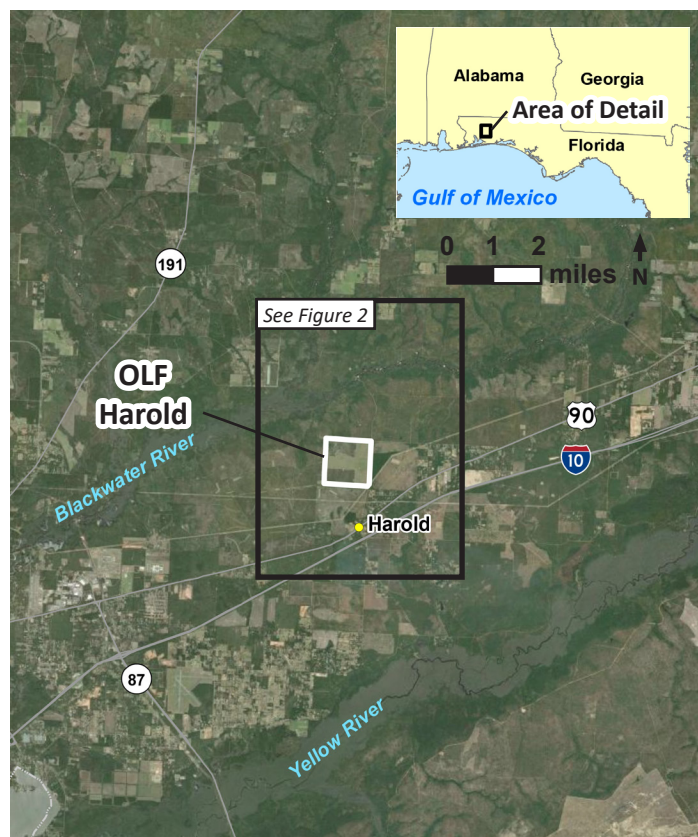 Alabama
Georgia
Area of Detail
Florida
Gulf of Mexico
0 1 2
miles
N
191
See Figure 2
OLF
Harold
90
10
Blackwater River
Harold
87
Yellow River